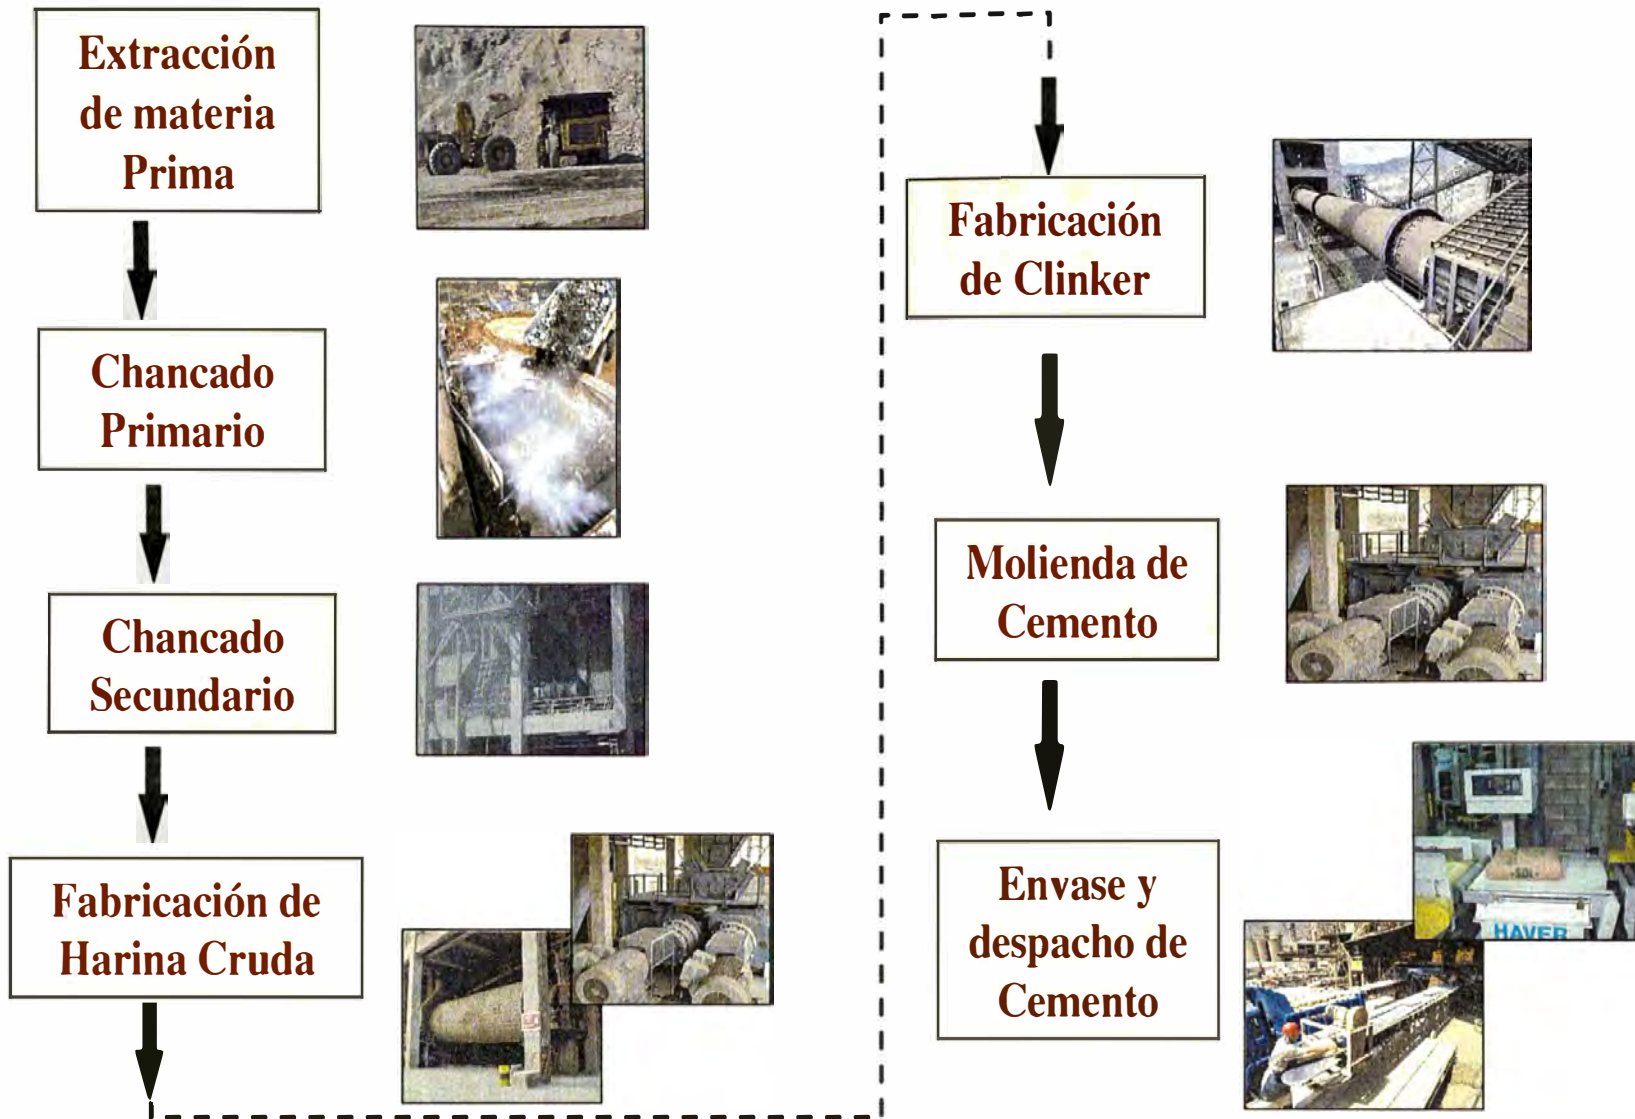 Extracción
de materia
Prima
Chancado
Primario
Chancado
Secundario
Fabricación de
Harina Cruda
Fabricación
de Clinker
Molienda de
Cemento
Envase y
despacho de
Cemento
SOL
HAVER